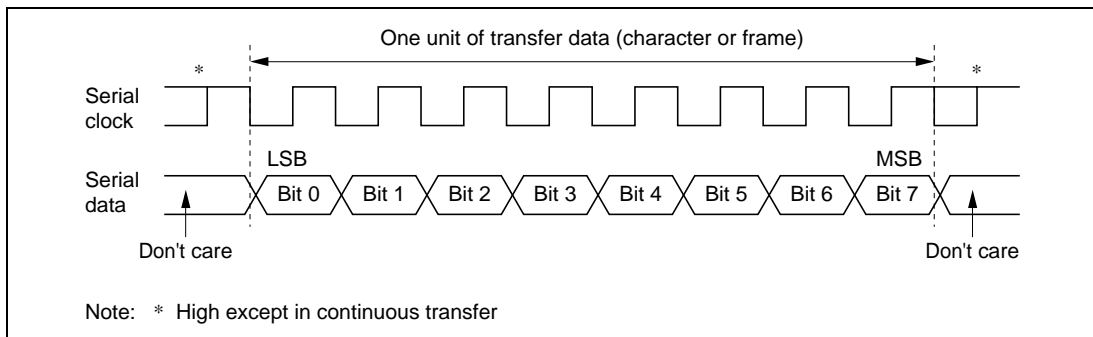 One unit of transfer data (character or frame)
* *
Serial
clock
LSB MSB
Serial
data
Bit 0 Bit 1 Bit 2 Bit 3 Bit 4 Bit 5 Bit 6 Bit 7
Don't care Don't care
Note: * High except in continuous transfer